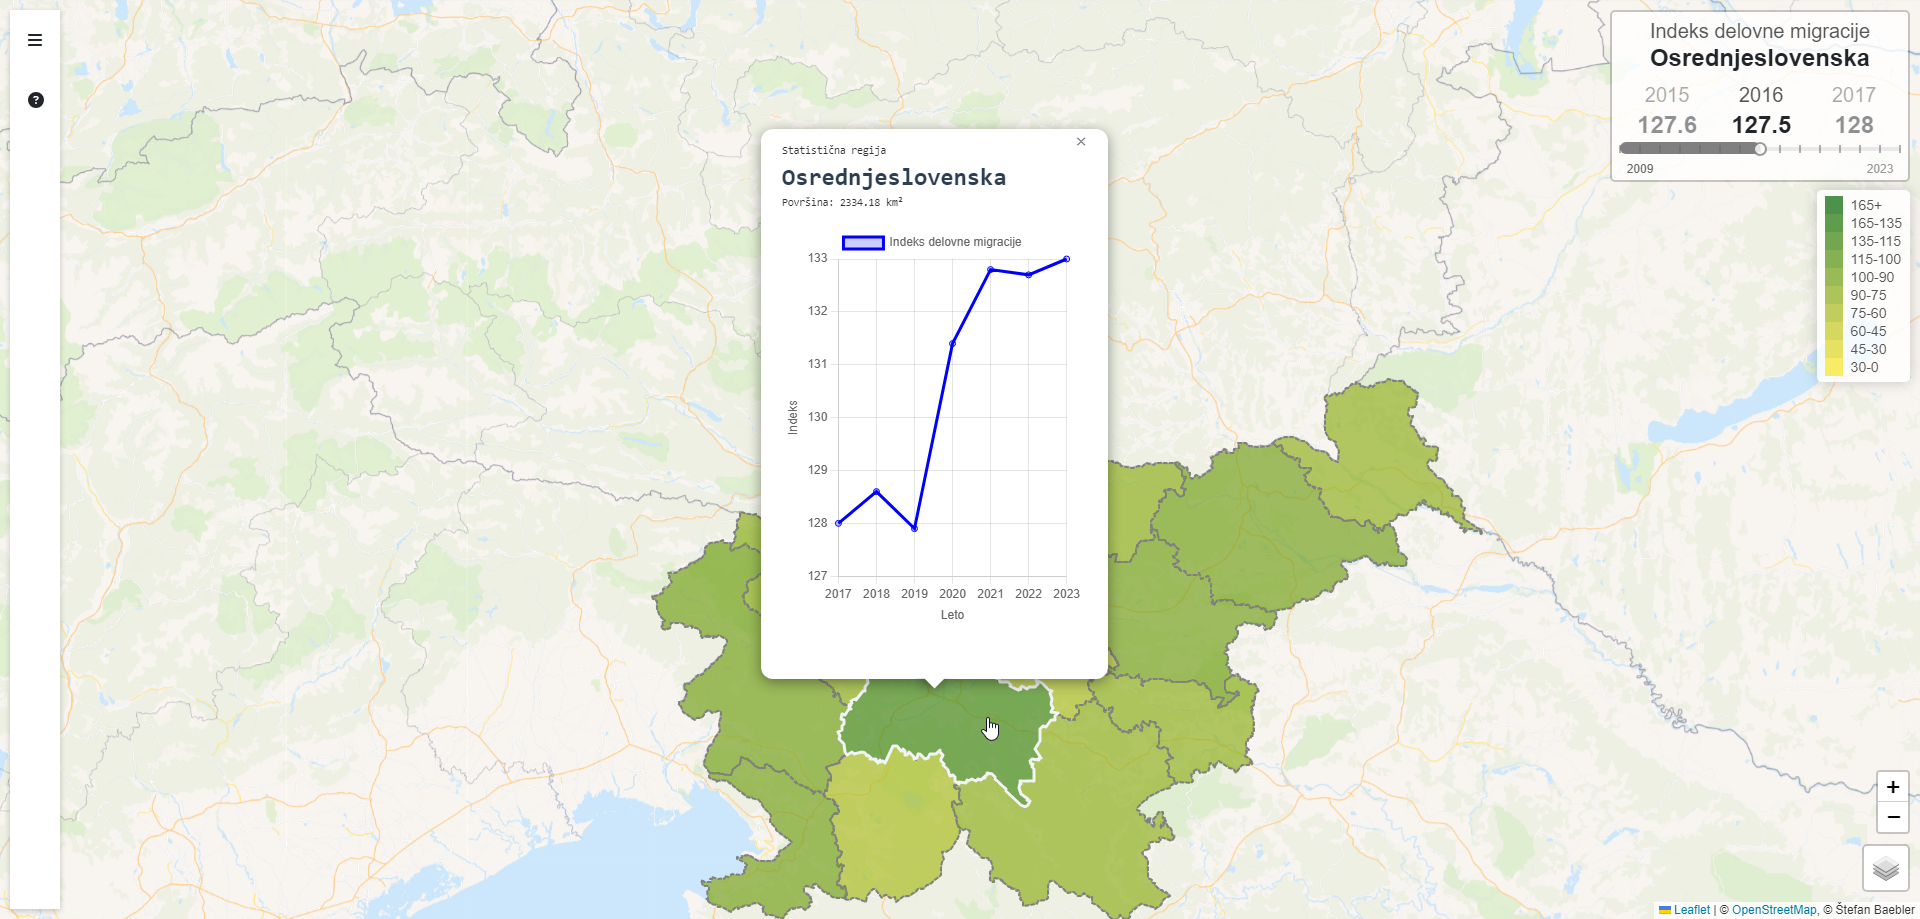 Indeks delovne migracije
Osrednjeslovenska
2015 2016 2017
127.6 127.5 128
2009 2023
165+
165-135
135-115
115-100
100-90
90-75
75-60
60-45
45-30
30-0
×
Statistična regija
Osrednjeslovenska
Površina: 2334.18 km²
Indeks delovne migracije
133
132
131
130
129
128
127
Indeks
2017 2018 2019 2020 2021 2022 2023
Leto
?
+
−
Leaflet | © OpenStreetMap, © Štefan Baebler